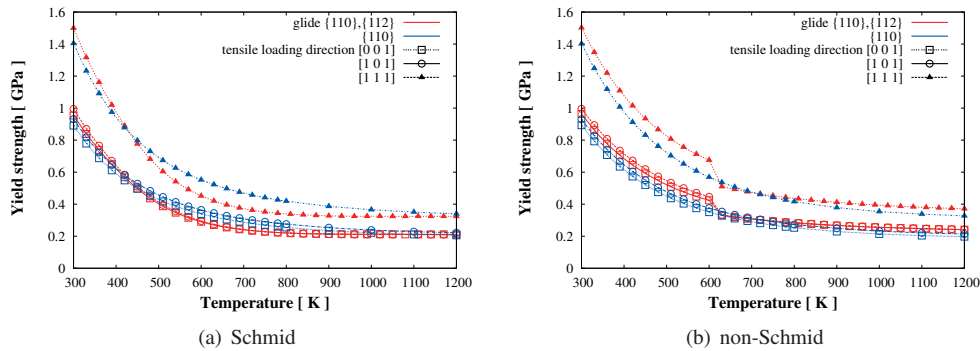 1.6
1.4
1.2
1
0.8
0.6
0.4
0.2
0
Yield strength [ GPa]
glide {110},{112}
{110}
tensile loading direction [0 0 1]
[1 0 1]
[1 1 1]
300 400 500 600 700 800 900 1000 1100 1200
Temperature [ K]
(a) Schmid
1.6
1.4
1.2
1
0.8
0.6
0.4
0.2
0
Yield strength [ GPa]
glide {110},{112}
{110}
tensile loading direction [0 0 1]
[1 0 1]
[1 1 1]
300 400 500 600 700 800 900 1000 1100 1200
Temperature [ K]
(b) non-Schmid